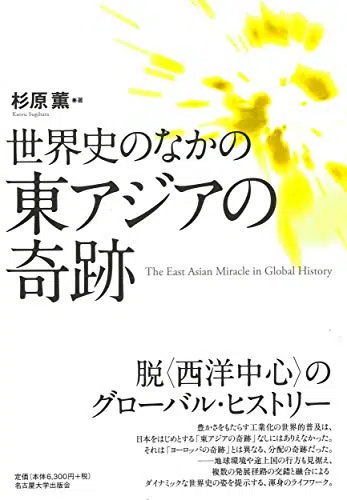 杉原 薫 著
Kaoru Sugihara
世界史のなかの
東アジアの
奇跡
The East Asian Miracle in Global History
脱〈西洋中心〉の
グローバル・ヒストリー
豊かさをもたらす工業化の世界的普及は、
日本をはじめとする「東アジアの奇跡」なしにはありえなかった。
それは「ヨーロッパの奇跡」とは異なる、分配の奇跡だった。
——地球環境や途上国の行方も見据え、
複数の発展径路の交錯と融合による
ダイナミックな世界史の姿を提示する、渾身のライフワーク。
定価(本体6,300円+税)
名古屋大学出版会